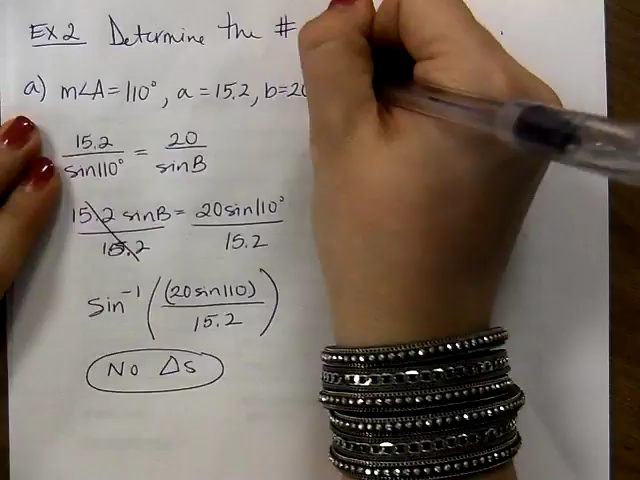 Ex 2 Determine the #
a) m∠A = 110°, a = 15.2, b = 20
15.2/sin110° = 20/sinB
15.2 sinB/15.2 = 20sin110°/15.2
Sin⁻¹((20sin110)/15.2)
No Δs